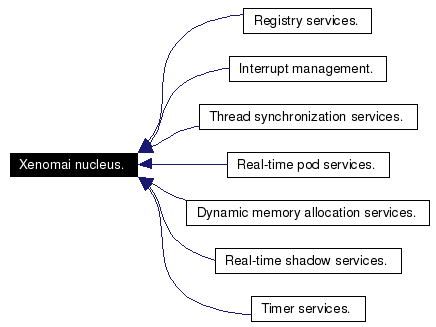 Registry services.
Interrupt management.
Thread synchronization services.
Xenomai nucleus.
Real-time pod services.
Dynamic memory allocation services.
Real-time shadow services.
Timer services.